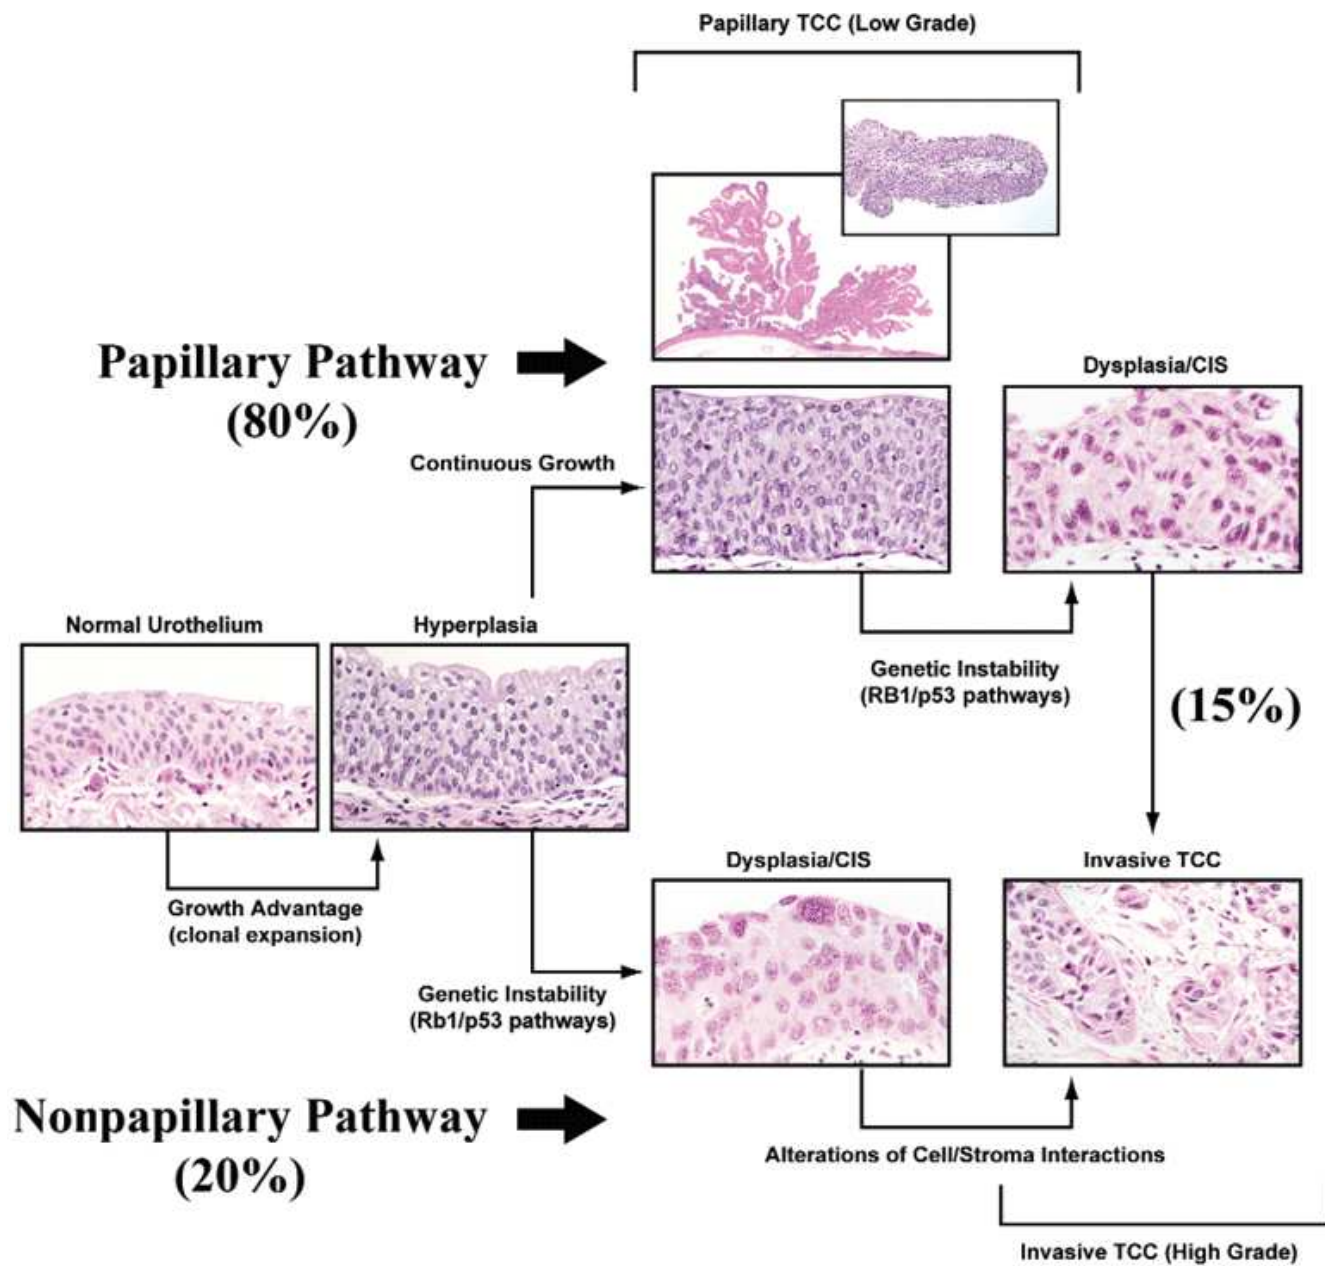 Papillary TCC (Low Grade)
Papillary Pathway
(80%)
Dysplasia/CIS
Continuous Growth
Normal Urothelium
Hyperplasia
Genetic Instability
(RB1/p53 pathways)
(15%)
Growth Advantage
(clonal expansion)
Dysplasia/CIS
Invasive TCC
Genetic Instability
(Rb1/p53 pathways)
Nonpapillary Pathway
(20%)
Alterations of Cell/Stroma Interactions
Invasive TCC (High Grade)